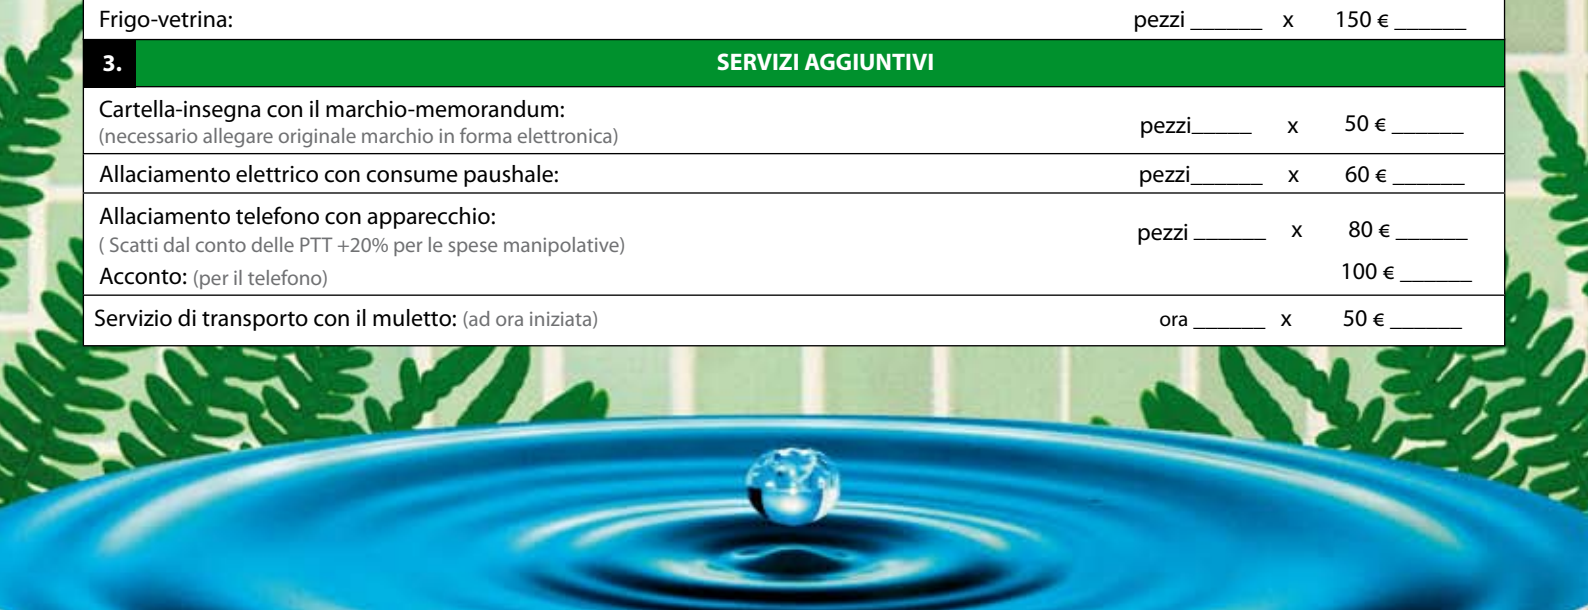 Frigo-vetrina: pezzi ______ x 150 € ______
3. SERVIZI AGGIUNTIVI
Cartella-insegna con il marchio-memorandum:
(necessario allegare originale marchio in forma elettronica) pezzi_____ x 50 € ______
Allaciamento elettrico con consume paushale: pezzi______ x 60 € ______
Allaciamento telefono con apparecchio:
( Scatti dal conto delle PTT +20% per le spese manipolative) pezzi ______ x 80 € ______
Acconto: (per il telefono) 100 € ______
Servizio di transporto con il muletto: (ad ora iniziata) ora ______ x 50 € ______